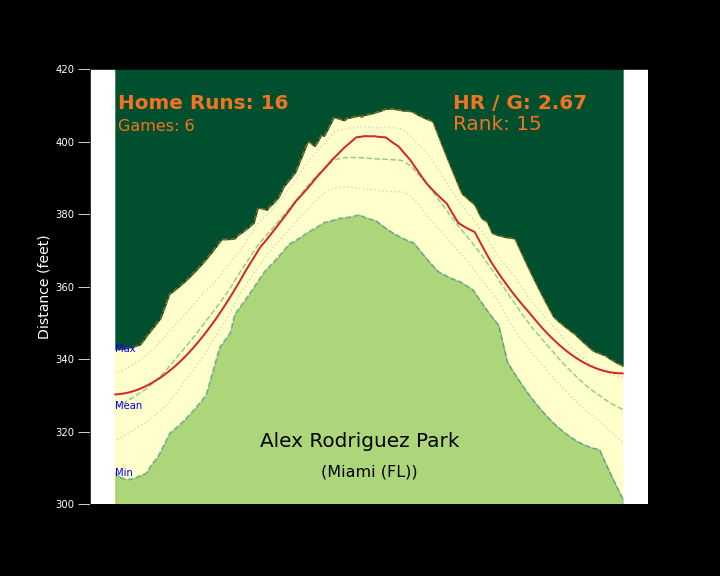 420
Home Runs: 16
HR / G: 2.67
Games: 6
Rank: 15
400
380
360
Distance (feet)
Max
340
Mean
320
Alex Rodriguez Park
(Miami (FL))
Min
300